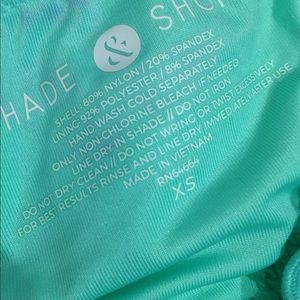 HADE & SHO
SHELL: 80% NYLON / 20% SPANDEX
LINING: 92% POLYESTER / 8% SPANDEX
HAND WASH COLD SEPARATELY
ONLY NON-CHLORINE BLEACH IF NEEDED
LINE DRY IN SHADE // DO NOT IRON
DO NOT DRY CLEAN // DO NOT WRING OR TWIST EXCESSIVELY
FOR BEST RESULTS RINSE AND LINE DRY IMMEDIATELY AFTER USE
MADE IN VIETNAM
RN64664
XS